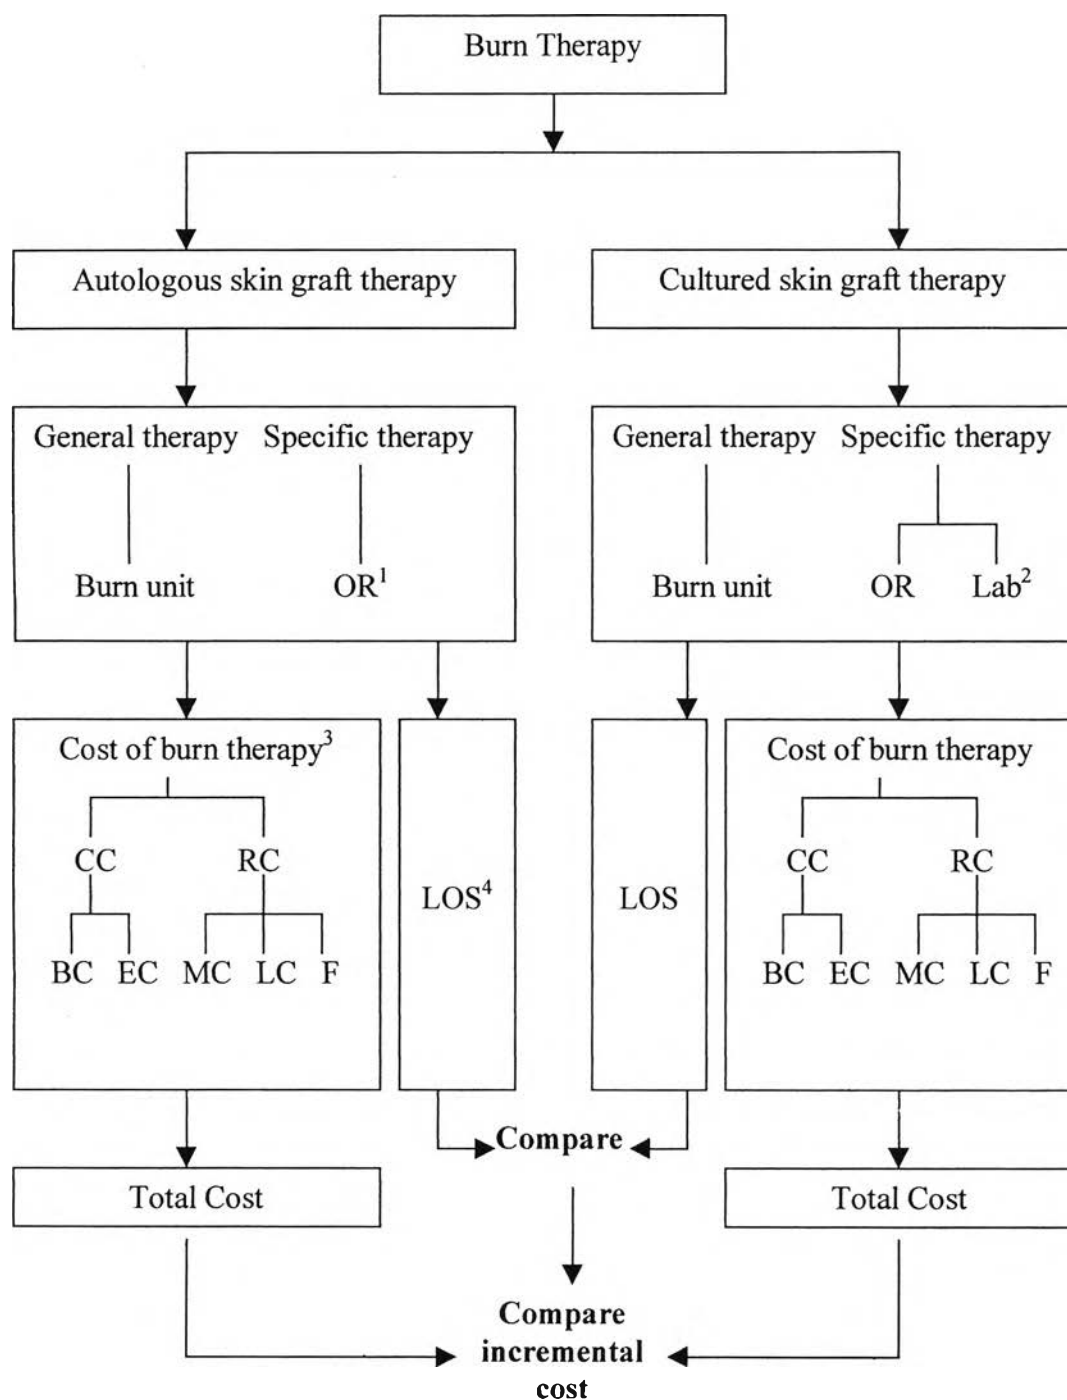 Burn Therapy
Autologous skin graft therapy
Cultured skin graft therapy
General therapy Specific therapy
Burn unit OR¹
General therapy Specific therapy
Burn unit OR Lab²
Cost of burn therapy³
CC RC
BC EC MC LC F
LOS⁴
LOS
Cost of burn therapy
CC RC
BC EC MC LC F
Compare
Total Cost
Total Cost
Compare
incremental
cost